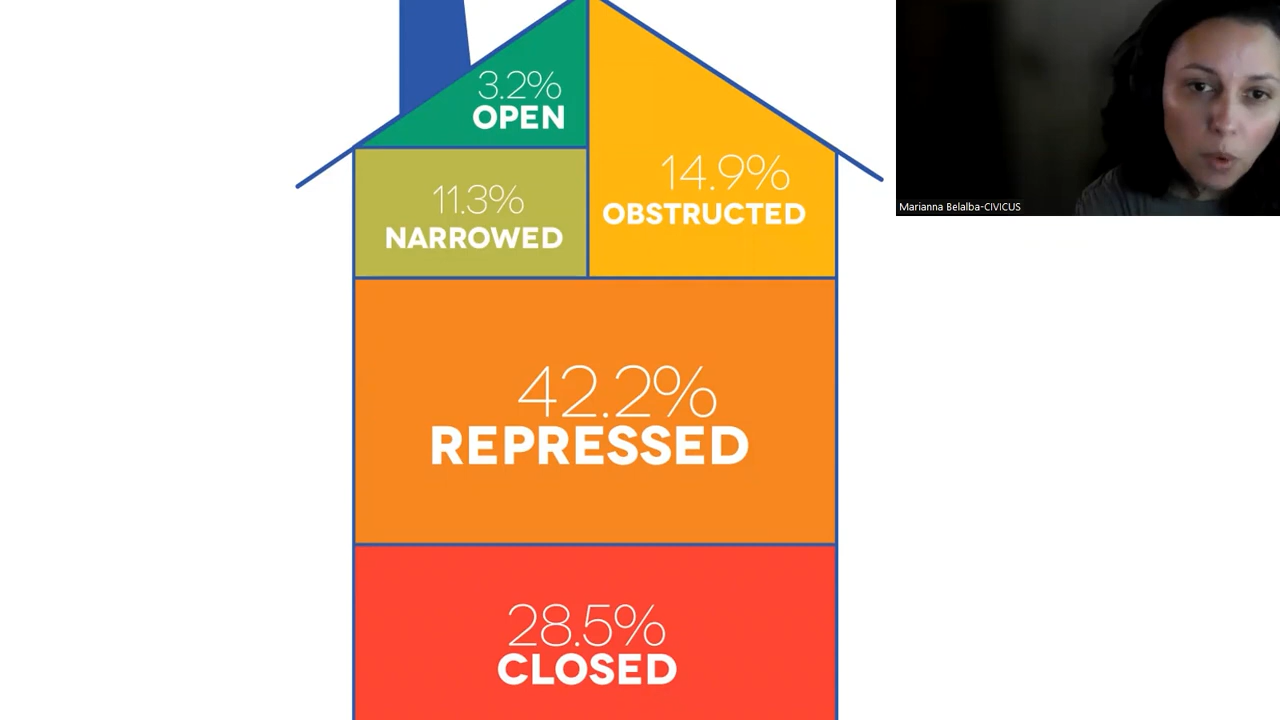 3.2%
OPEN
11.3%
NARROWED
14.9%
OBSTRUCTED
42.2%
REPRESSED
28.5%
CLOSED
Marianna Belalba-CIVICUS